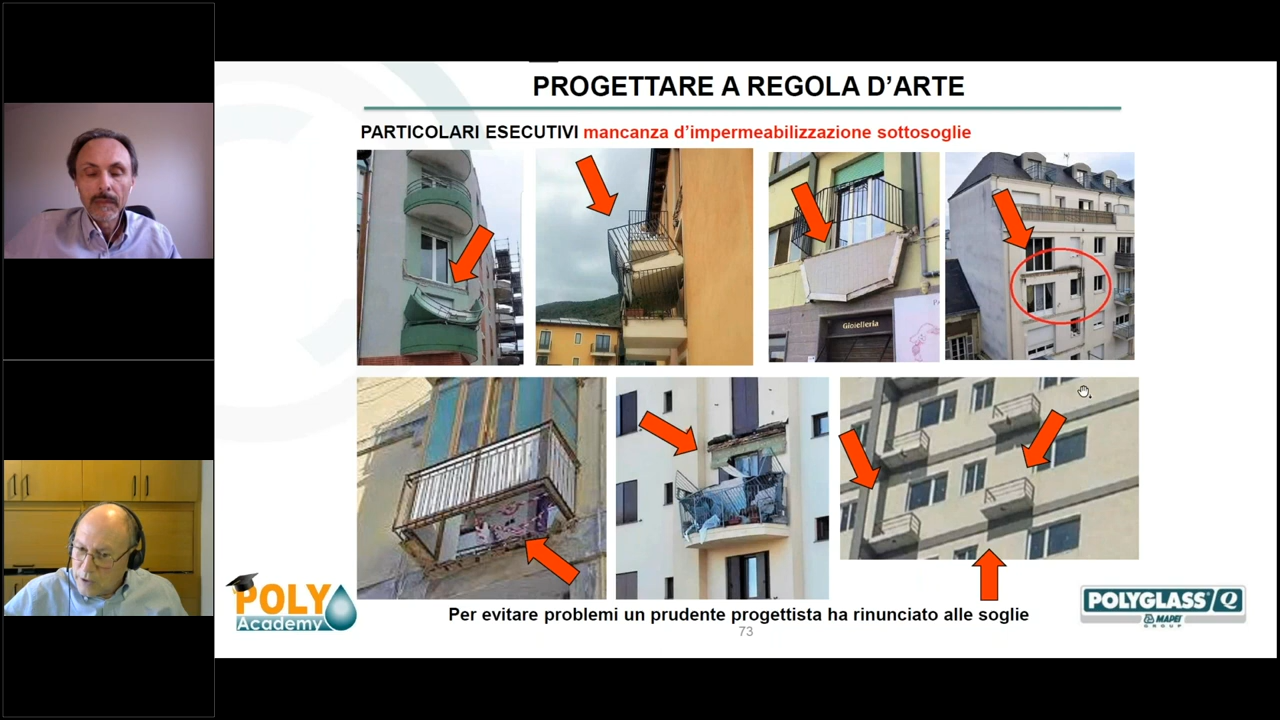 PROGETTARE A REGOLA D’ARTE
PARTICOLARI ESECUTIVI mancanza d’impermeabilizzazione sottosoglie
Gioielleria
Per evitare problemi un prudente progettista ha rinunciato alle soglie
73
POLY
Academy
POLYGLASS
MAPEI
GROUP